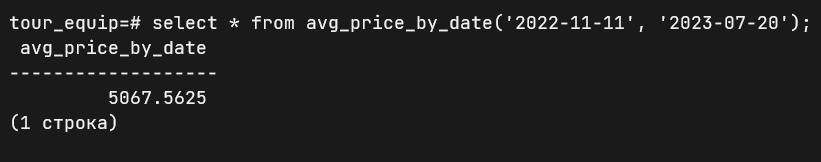 tour_equip=# select * from avg_price_by_date('2022-11-11', '2023-07-20');
avg_price_by_date
-------------------
5067.5625
(1 строка)